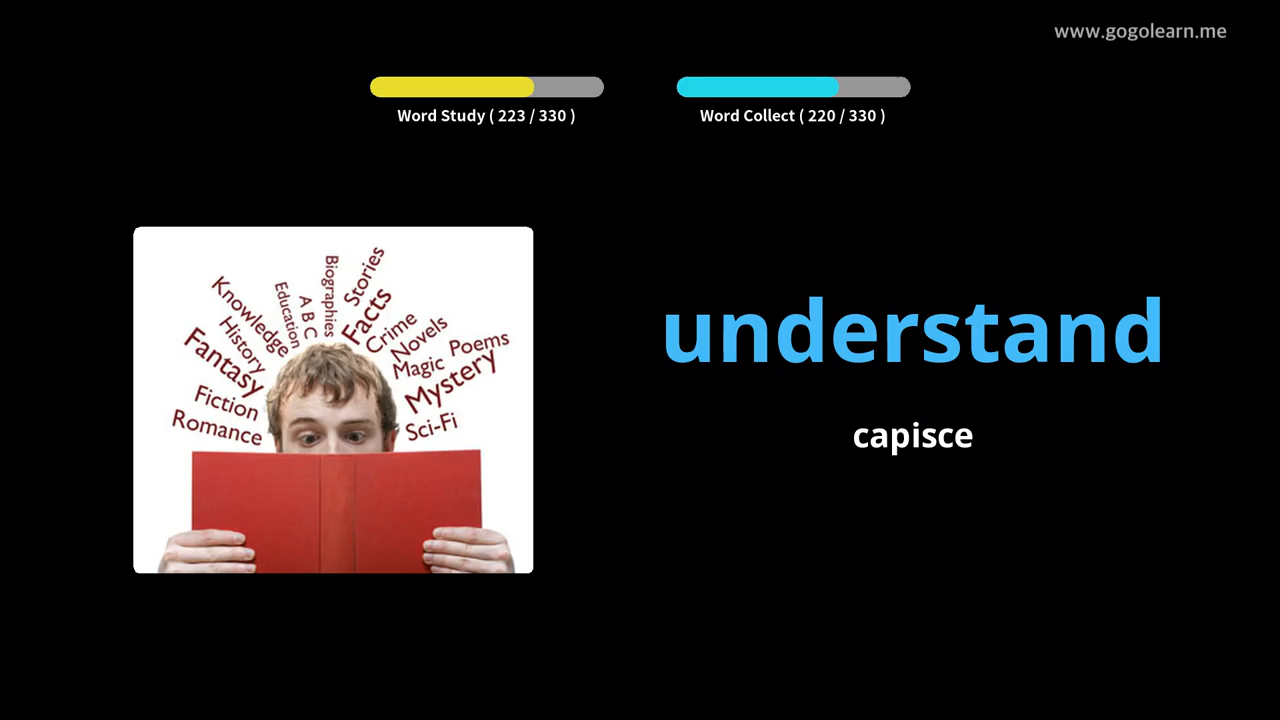 www.gogolearn.me
Word Study ( 223 / 330 )
Word Collect ( 220 / 330 )
Knowledge
Education
A B C
Biographies
Stories
History
Facts
Crime
Novels
Fantasy
Magic
Poems
Fiction
Mystery
Romance
Sci-Fi
understand
capisce